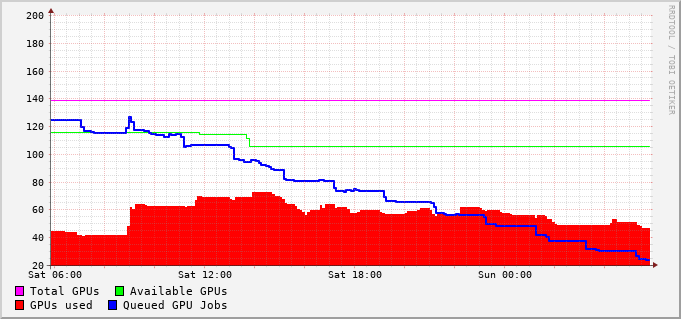 200
180
160
140
120
100
80
60
40
20
Sat 06:00 Sat 12:00 Sat 18:00 Sun 00:00
Total GPUs Available GPUs
GPUs used Queued GPU Jobs
RRDTOOL / TOBI OETIKER